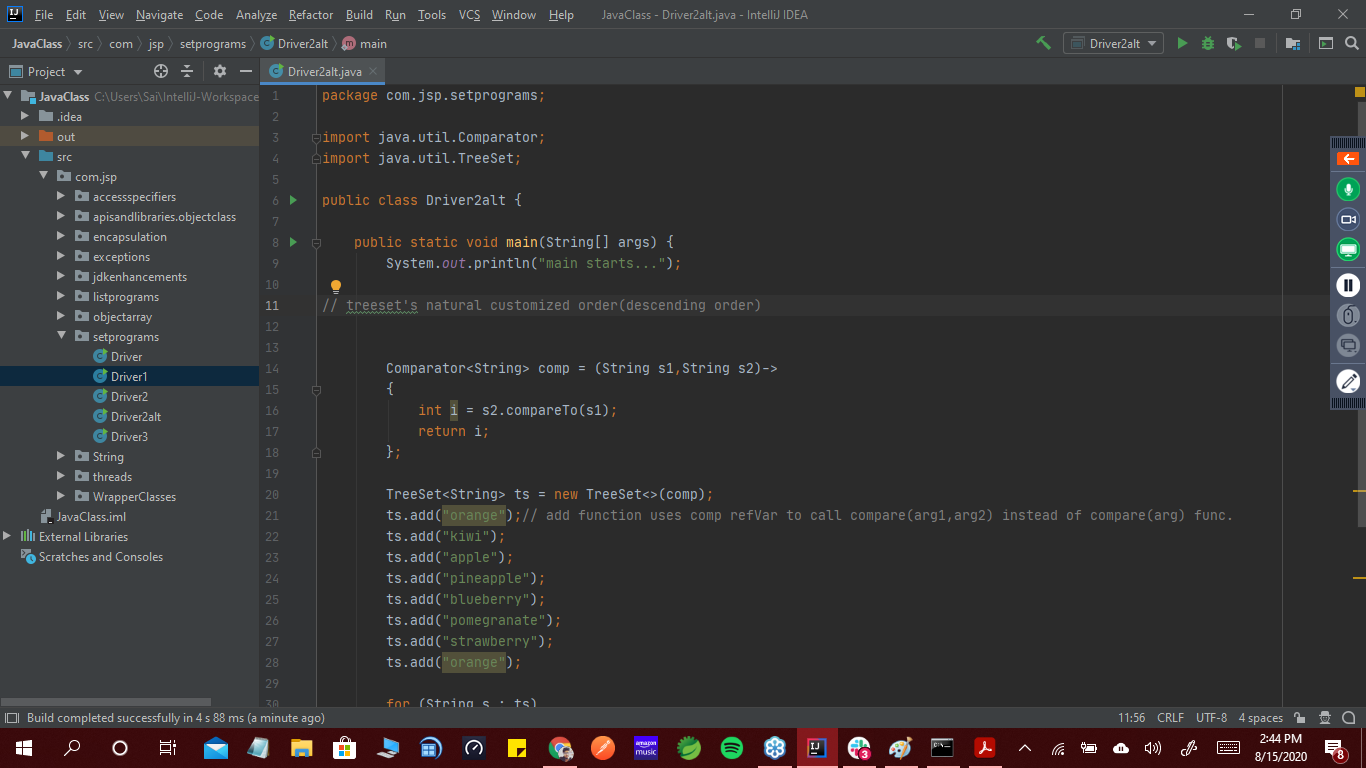 File Edit View Navigate Code Analyze Refactor Build Run Tools VCS Window Help JavaClass - Driver2alt.java - IntelliJ IDEA
JavaClass src com jsp setprograms Driver2alt main Driver2alt
Project Driver2alt.java
JavaClass C:\Users\Sai\IntelliJ-Workspace
.idea
out
src
com.jsp
accessspecifiers
apisandlibraries.objectclass
encapsulation
exceptions
jdkenhancements
listprograms
objectarray
setprograms
Driver
Driver1
Driver2
Driver2alt
Driver3
String
threads
WrapperClasses
JavaClass.iml
External Libraries
Scratches and Consoles
1 package com.jsp.setprograms;
2
3 import java.util.Comparator;
4 import java.util.TreeSet;
5
6 public class Driver2alt {
7
8 public static void main(String[] args) {
9 System.out.println("main starts...");
10
11 // treeset's natural customized order(descending order)
12
13
14 Comparator<String> comp = (String s1,String s2)->
15 {
16 int i = s2.compareTo(s1);
17 return i;
18 };
19
20 TreeSet<String> ts = new TreeSet<>(comp);
21 ts.add("orange");// add function uses comp refVar to call compare(arg1,arg2) instead of compare(arg) func.
22 ts.add("kiwi");
23 ts.add("apple");
24 ts.add("pineapple");
25 ts.add("blueberry");
26 ts.add("pomegranate");
27 ts.add("strawberry");
28 ts.add("orange");
29
30 for (String s : ts)
Build completed successfully in 4 s 88 ms (a minute ago) 11:56 CRLF UTF-8 4 spaces
amazon music
3
2:44 PM
8/15/2020
8